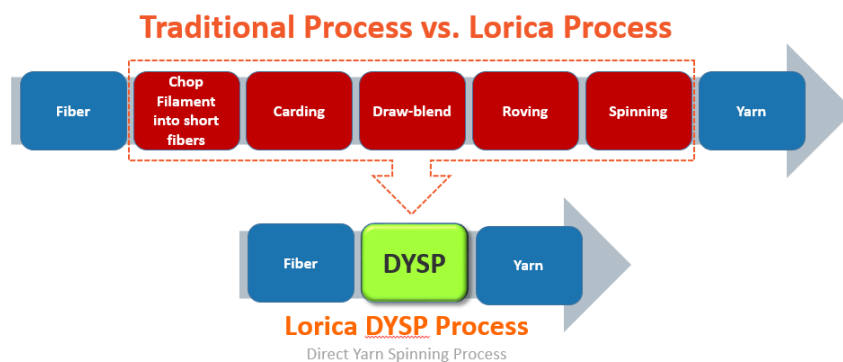 Traditional Process vs. Lorica Process
Fiber
Chop
Filament
into short
fibers
Carding
Draw-blend
Roving
Spinning
Yarn
Fiber
DYSP
Yarn
Lorica DYSP Process
Direct Yarn Spinning Process